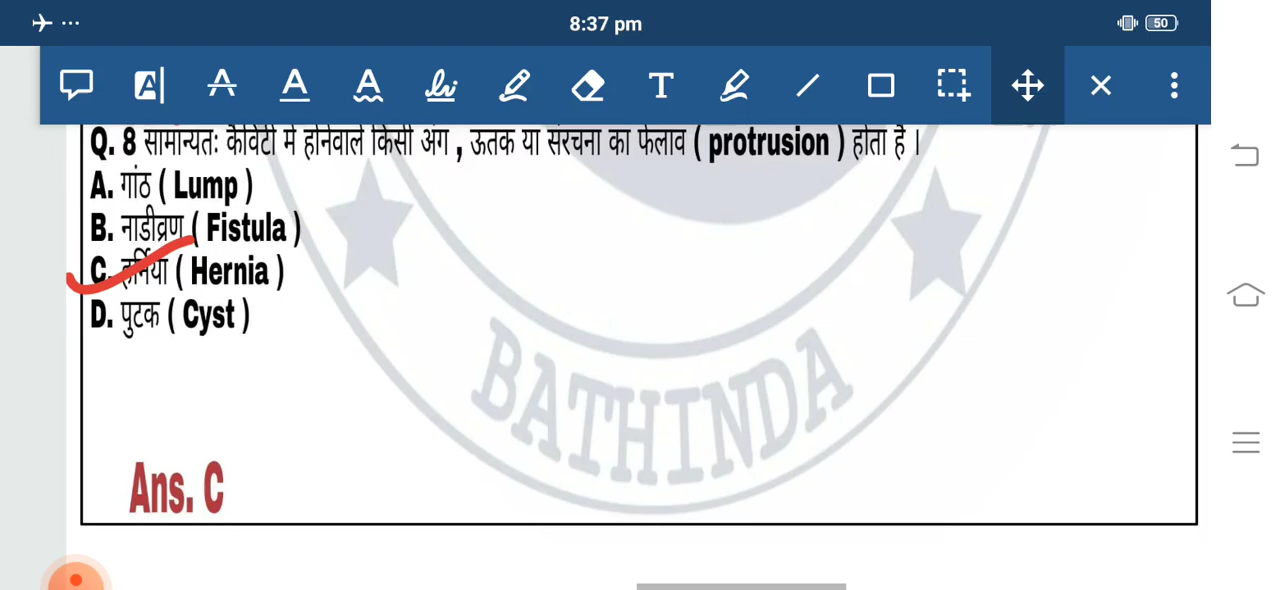 8:37 pm
50
Q. 8 सामान्यतः कैविटी में होनेवाले किसी अंग , ऊतक या संरचना का फैलाव ( protrusion ) होता है ।
A. गांठ ( Lump )
B. नाडीव्रण ( Fistula )
C. हर्निया ( Hernia )
D. पुटक ( Cyst )
BATHINDA
Ans. C